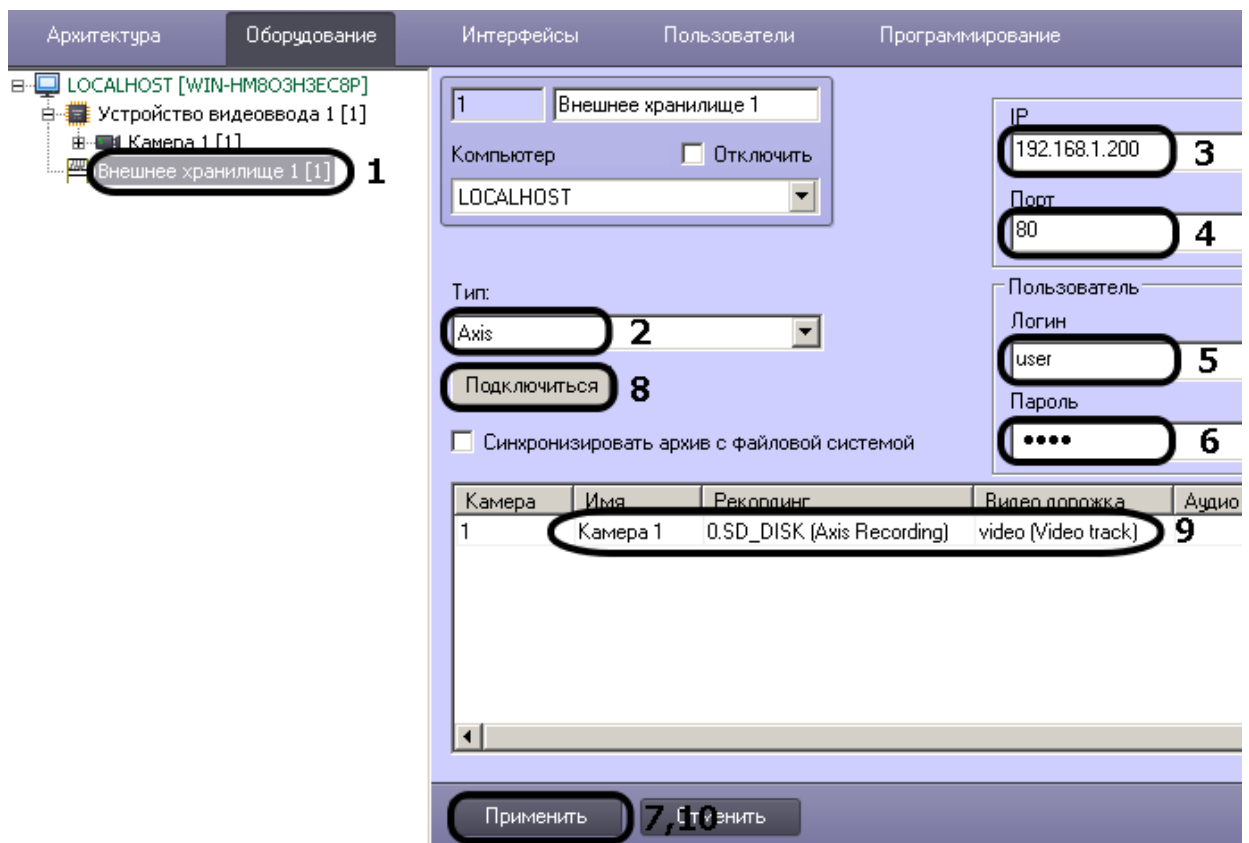 Архитектура Оборудование Интерфейсы Пользователи Программирование
LOCALHOST [WIN-HM8O3H3EC8P]
Устройство видеоввода 1 [1]
Камера 1 [1]
Внешнее хранилище 1 [1] 1
1 Внешнее хранилище 1
Компьютер Отключить
LOCALHOST
IP
192.168.1.200 3
Порт
80 4
Тип:
Axis 2
Подключиться 8
Синхронизировать архив с файловой системой
Пользователь
Логин
user 5
Пароль
•••• 6
Камера Имя Рекординг Видео дорожка Аудио
1 Камера 1 0.SD_DISK (Axis Recording) video (Video track) 9
Применить 7,10 Отменить